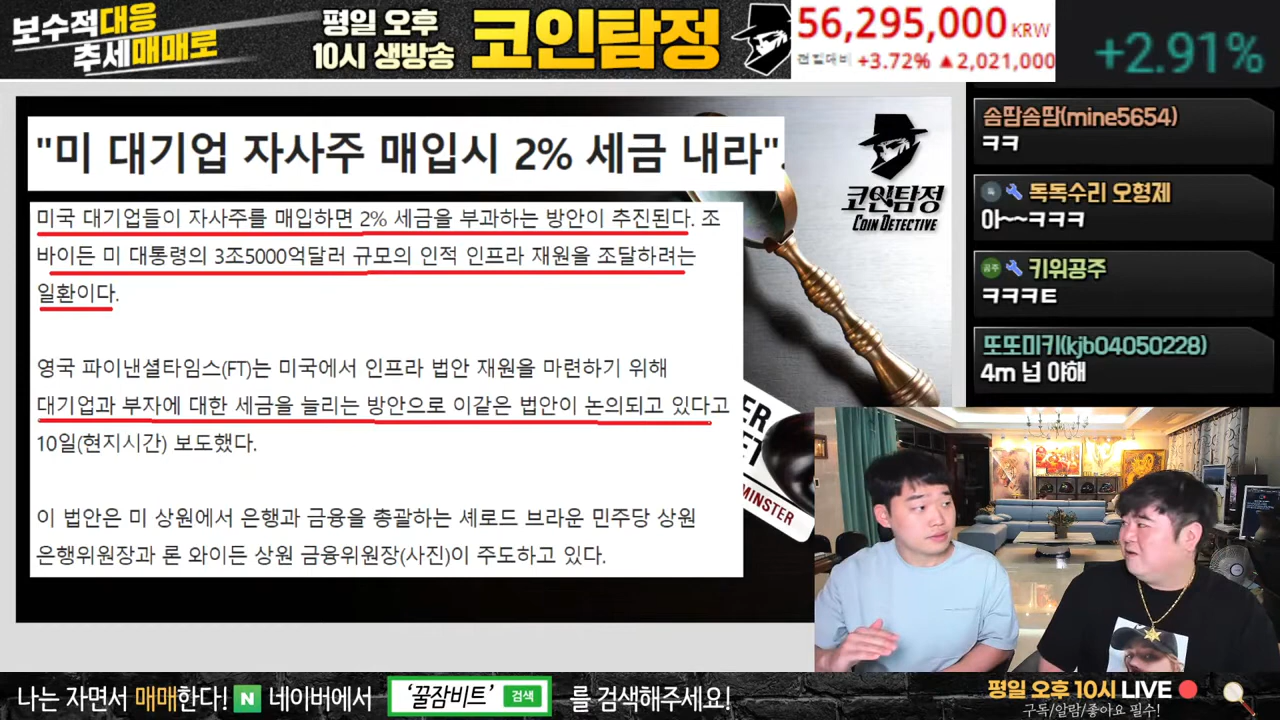 보수적대응
추세매매로
평일 오후
10시 생방송
코인탐정
56,295,000 KRW
전일대비 +3.72% ▲2,021,000
+2.91%
"미 대기업 자사주 매입시 2% 세금 내라".
미국 대기업들이 자사주를 매입하면 2% 세금을 부과하는 방안이 추진된다. 조
바이든 미 대통령의 3조5000억달러 규모의 인적 인프라 재원을 조달하려는
일환이다.
영국 파이낸셜타임스(FT)는 미국에서 인프라 법안 재원을 마련하기 위해
대기업과 부자에 대한 세금을 늘리는 방안으로 이같은 법안이 논의되고 있다고
10일(현지시간) 보도했다.
이 법안은 미 상원에서 은행과 금융을 총괄하는 셰로드 브라운 민주당 상원
은행위원장과 론 와이든 상원 금융위원장(사진)이 주도하고 있다.
코인탐정
COIN DETECTIVE
ER
FT
MINSTER
솜땀솜땀(mine5654)
ㅋㅋ
독독수리 오형제
아~~ㅋㅋㅋ
공주 키위공주
ㅋㅋㅋㅌ
또또미키(kjb04050228)
4m 넘 야해
나는 자면서 매매한다! N 네이버에서 '꿀잠비트' 검색 를 검색해주세요!
평일 오후 10시 LIVE
구독/알람/좋아요 필수!